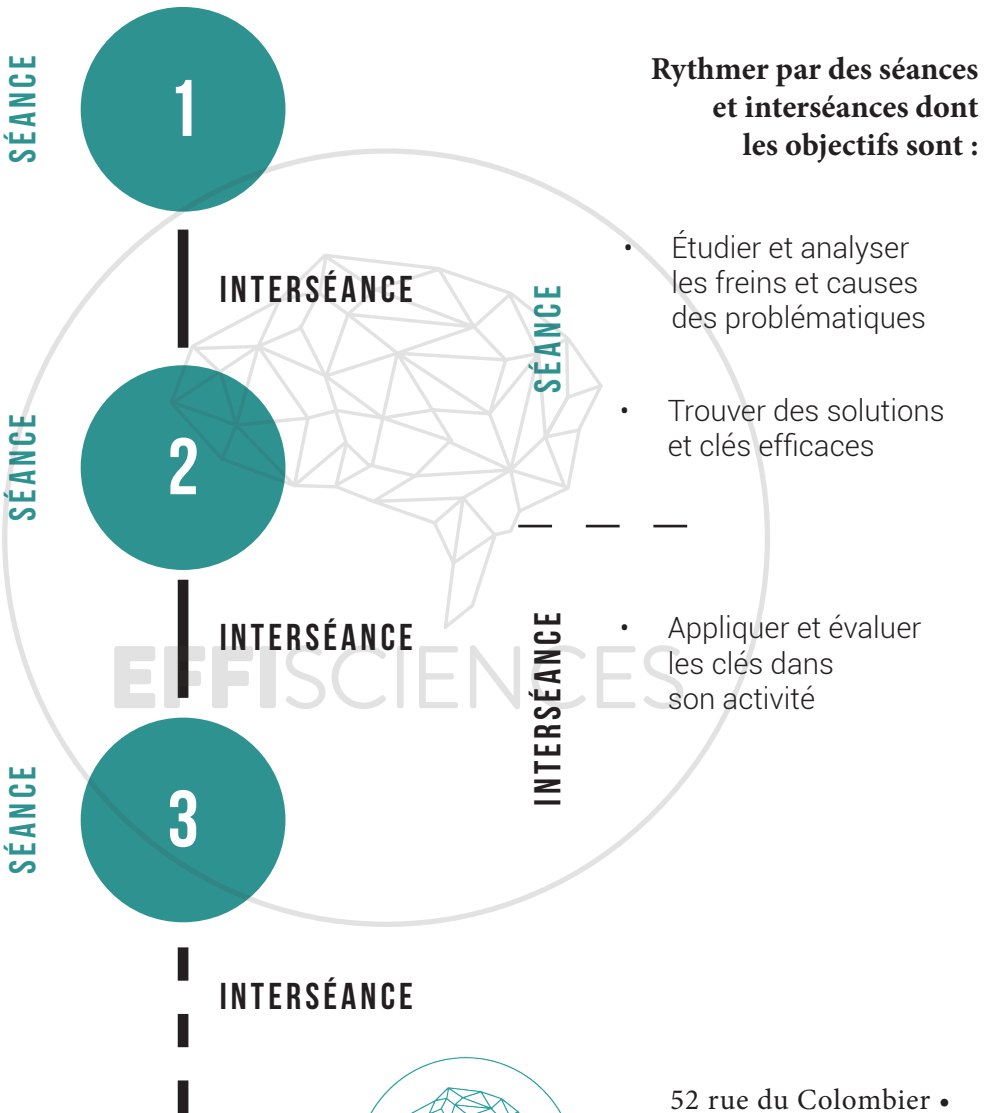 SÉANCE
1
Rythmer par des séances
et interséances dont
les objectifs sont :
INTERSÉANCE
SÉANCE
• Étudier et analyser
les freins et causes
des problématiques
• Trouver des solutions
et clés efficaces
SÉANCE
2
INTERSÉANCE
INTERSÉANCE
• Appliquer et évaluer
les clés dans
son activité
EFFISCIENCES
SÉANCE
3
INTERSÉANCE
52 rue du Colombier •